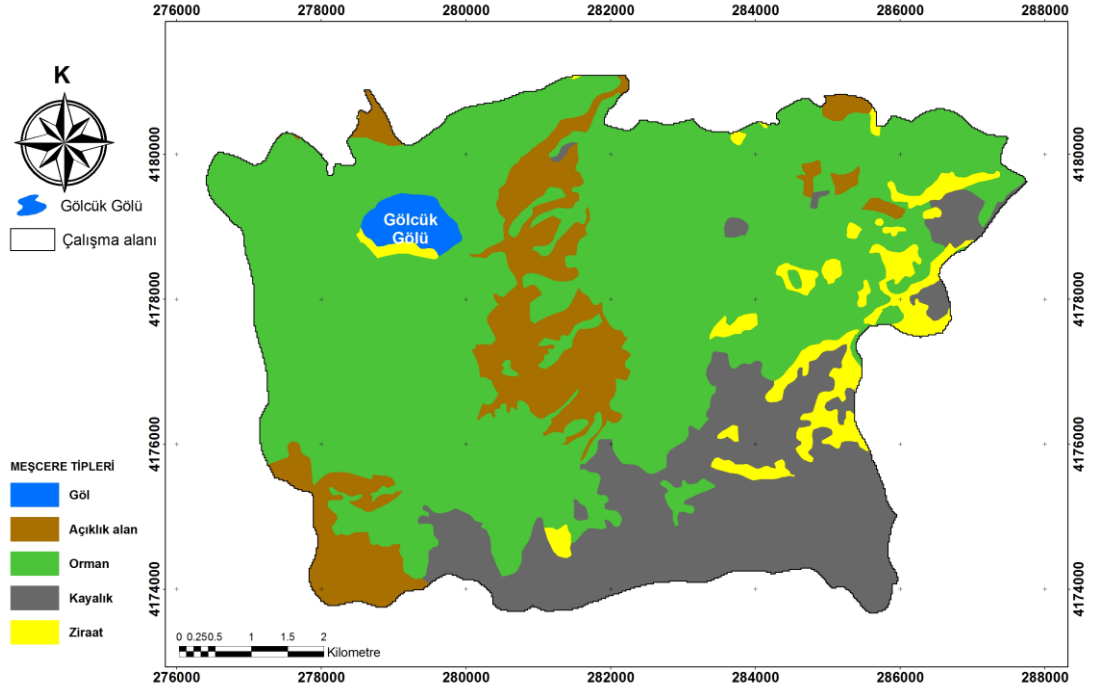 276000 278000 280000 282000 284000 286000 288000
K
4180000 4180000
Gölcük Gölü
Çalışma alanı
Gölcük
Gölü
4178000 4178000
4176000 4176000
MEŞCERE TİPLERİ
Göl
Açıklık alan
Orman
Kayalık
Ziraat
4174000 4174000
0 0.25 0.5 1 1.5 2
Kilometre
276000 278000 280000 282000 284000 286000 288000